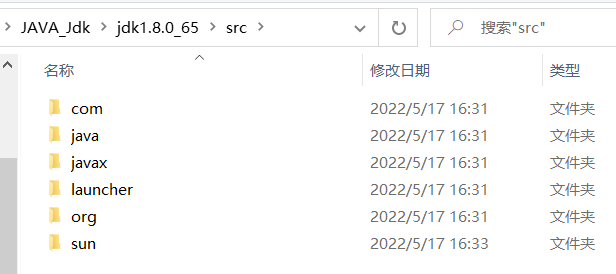 JAVA_Jdk > jdk1.8.0_65 > src > 搜索"src"
名称 修改日期 类型
com 2022/5/17 16:31 文件夹
java 2022/5/17 16:31 文件夹
javax 2022/5/17 16:31 文件夹
launcher 2022/5/17 16:31 文件夹
org 2022/5/17 16:31 文件夹
sun 2022/5/17 16:33 文件夹